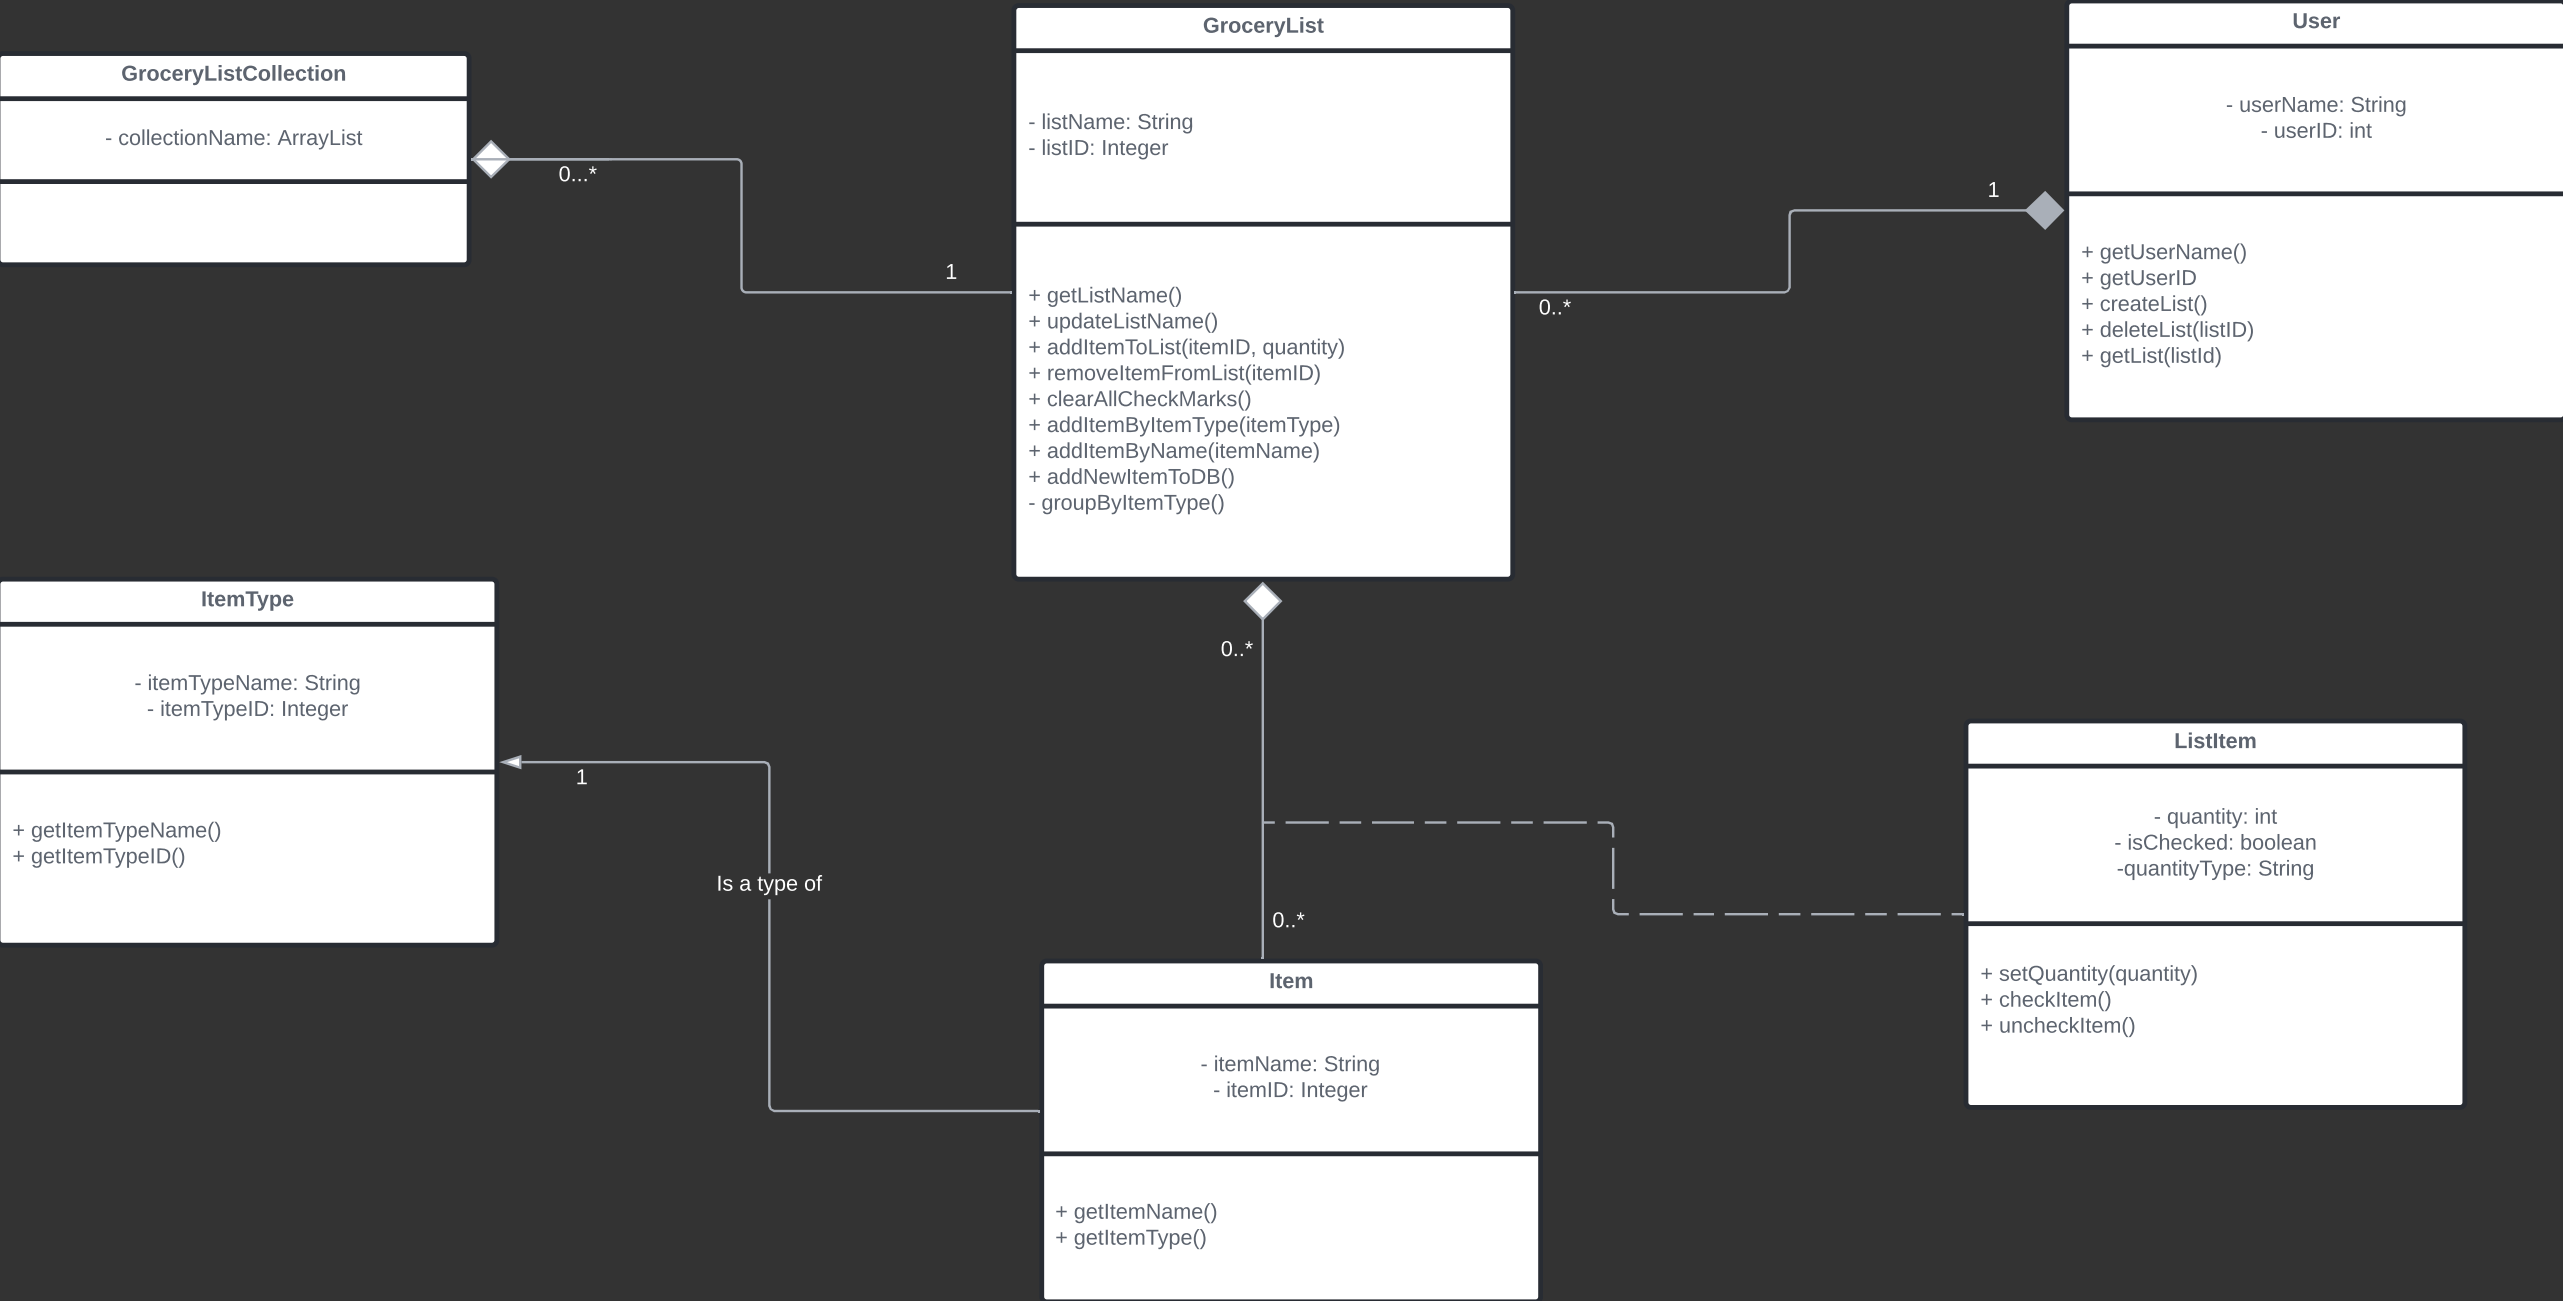 GroceryListCollection
- collectionName: ArrayList
0...*
1
GroceryList
- listName: String
- listID: Integer
+ getListName()
+ updateListName()
+ addItemToList(itemID, quantity)
+ removeItemFromList(itemID)
+ clearAllCheckMarks()
+ addItemByItemType(itemType)
+ addItemByName(itemName)
+ addNewItemToDB()
- groupByItemType()
0..*
1
User
- userName: String
- userID: int
+ getUserName()
+ getUserID
+ createList()
+ deleteList(listID)
+ getList(listId)
ItemType
- itemTypeName: String
- itemTypeID: Integer
+ getItemTypeName()
+ getItemTypeID()
1
Is a type of
0..*
0..*
Item
- itemName: String
- itemID: Integer
+ getItemName()
+ getItemType()
ListItem
- quantity: int
- isChecked: boolean
-quantityType: String
+ setQuantity(quantity)
+ checkItem()
+ uncheckItem()